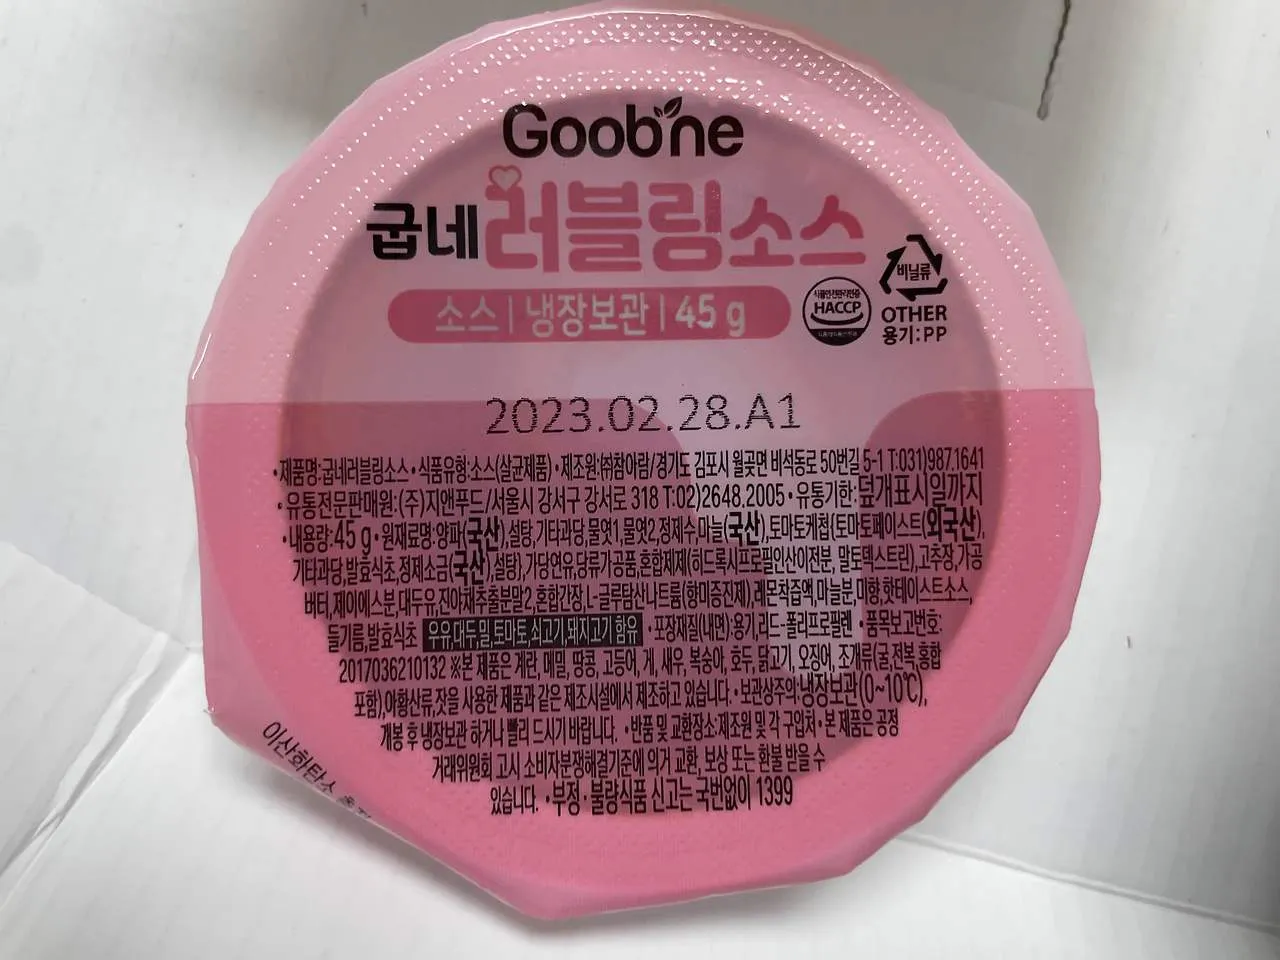 Goobne
굽네 러블링소스
소스 | 냉장보관 | 45 g
식품안전관리인증
HACCP
비닐류
OTHER
용기:PP
2023.02.28.A1
•제품명:굽네러블링소스•식품유형:소스(살균제품)•제조원:㈜참아람/경기도 김포시 월곶면 비석동로 50번길 5-1 T:031)987.1641
•유통전문판매원:(주)지앤푸드/서울시 강서구 강서로 318 T:02)2648.2005•유통기한:덮개표시일까지
•내용량:45 g•원재료명:양파(국산),설탕,기타과당,물엿1,물엿2,정제수,마늘(국산),토마토케첩{토마토페이스트(외국산),
기타과당,발효식초,정제소금(국산),설탕},가당연유,당류가공품,혼합제제(히드록시프로필인산이전분, 말토덱스트린),고추장,가공
버터,제이에스분,대두유,진야채추출분말2,혼합간장,L-글루탐산나트륨(향미증진제),레몬착즙액,마늘분,미향,핫테이스트소스,
들기름,발효식초 우유,대두,밀,토마토,쇠고기,돼지고기 함유 •포장재질(내면):용기,리드-폴리프로필렌 •품목보고번호:
2017036210132 ※본 제품은 계란, 메밀, 땅콩, 고등어, 게, 새우, 복숭아, 호두, 닭고기, 오징어, 조개류(굴,전복,홍합
포함),아황산류,잣을 사용한 제품과 같은 제조시설에서 제조하고 있습니다.•보관상주의:냉장보관(0~10℃),
개봉 후 냉장보관 하거나 빨리 드시기 바랍니다. •반품 및 교환장소:제조원 및 각 구입처•본 제품은 공정
거래위원회 고시 소비자분쟁해결기준에 의거 교환, 보상 또는 환불 받을 수
있습니다. •부정•불량식품 신고는 국번없이 1399
이산화탄소